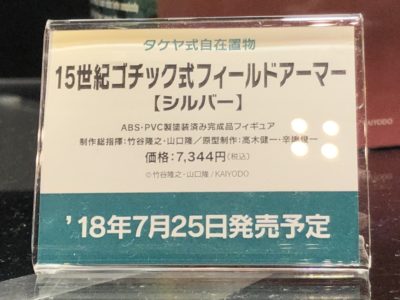 タケヤ式自在置物
15世紀ゴチック式フィールドアーマー
【シルバー】
ABS・PVC製塗装済み完成品フィギュア
制作総指揮:竹谷隆之・山口隆/原型制作:高木健一・
価格:7,344円(税込)
©竹谷隆之・山口隆/KAIYODO
'18年7月25日発売予定